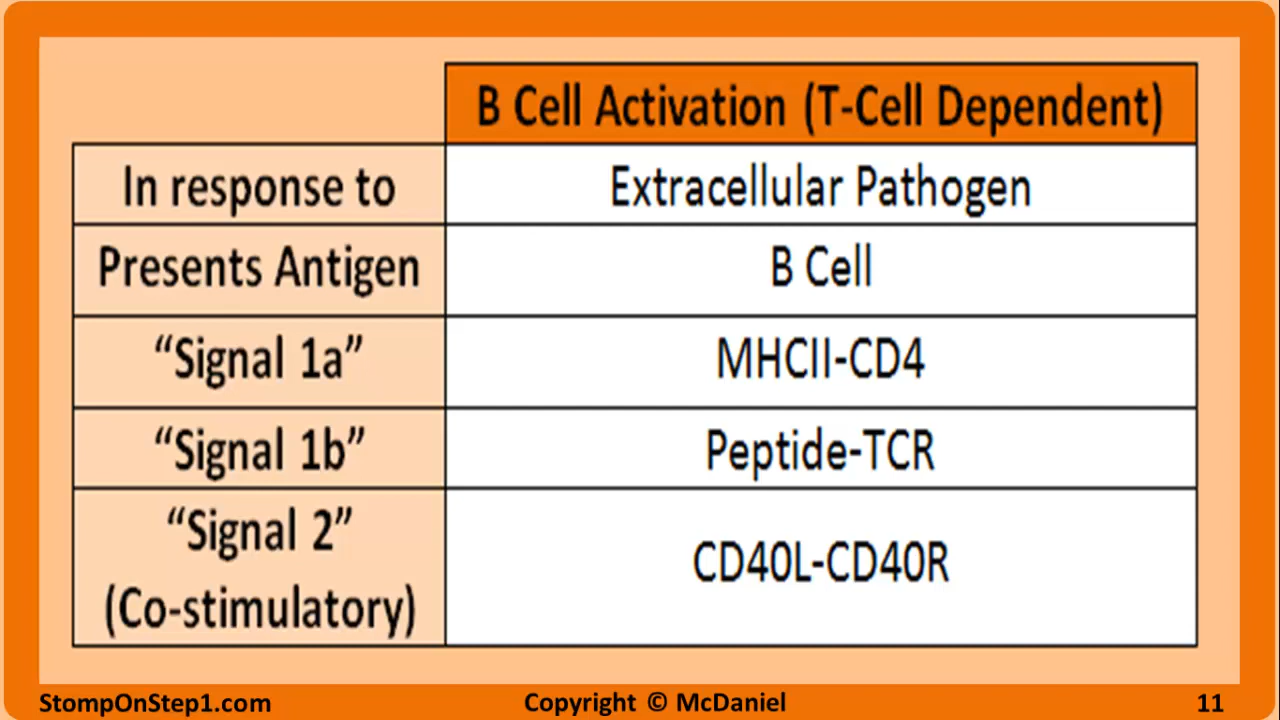 B Cell Activation (T-Cell Dependent)
In response to
Extracellular Pathogen
Presents Antigen
B Cell
“Signal 1a”
MHCII-CD4
“Signal 1b”
Peptide-TCR
“Signal 2”
(Co-stimulatory)
CD40L-CD40R
StompOnStep1.com
Copyright © McDaniel
11